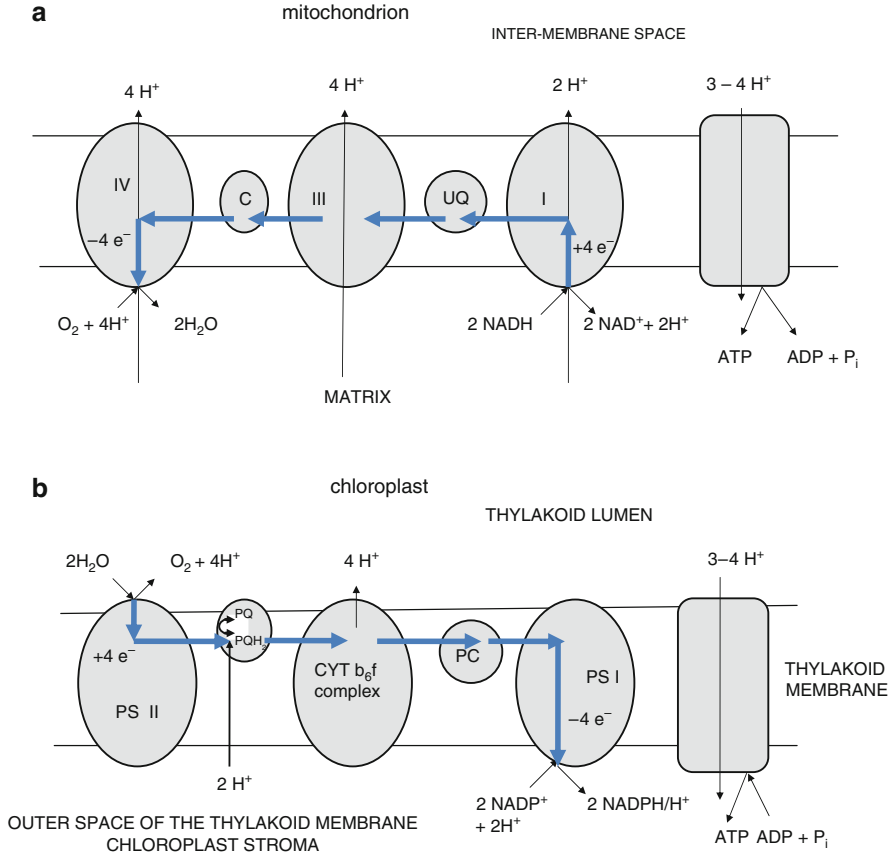 a
mitochondrion
INTER-MEMBRANE SPACE
4 H⁺ 4 H⁺ 2 H⁺ 3 – 4 H⁺
IV C III UQ I
–4 e⁻ +4 e⁻
O₂ + 4H⁺ 2H₂O 2 NADH 2 NAD⁺ + 2H⁺
ATP ADP + Pᵢ
MATRIX
b
chloroplast
THYLAKOID LUMEN
2H₂O O₂ + 4H⁺ 4 H⁺ 3–4 H⁺
PQ
PQH₂
+4 e⁻ CYT b₆f
complex
PC
PS I
THYLAKOID
MEMBRANE
PS II –4 e⁻
2 H⁺
2 NADP⁺
+ 2H⁺
2 NADPH/H⁺
OUTER SPACE OF THE THYLAKOID MEMBRANE
CHLOROPLAST STROMA
ATP ADP + Pᵢ